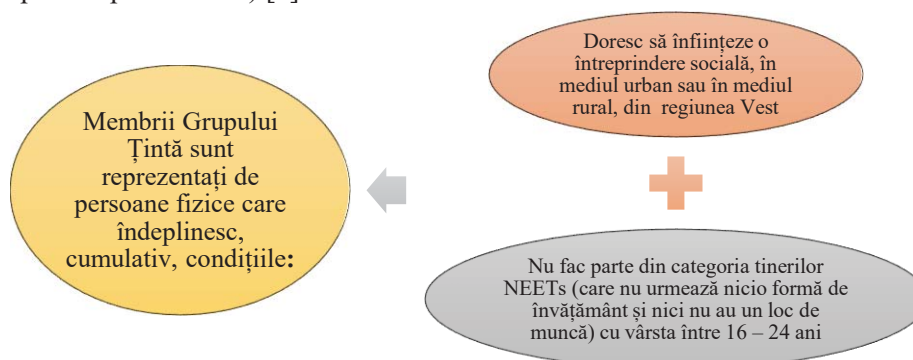 Doresc să înființeze o
întreprindere socială, în
mediul urban sau în mediul
rural, din regiunea Vest
Membrii Grupului
Țintă sunt
reprezentați de
persoane fizice care
îndeplinesc,
cumulativ, condițiile:
Nu fac parte din categoria tinerilor
NEETs (care nu urmează nicio formă de
învățământ și nici nu au un loc de
muncă) cu vârsta între 16 – 24 ani